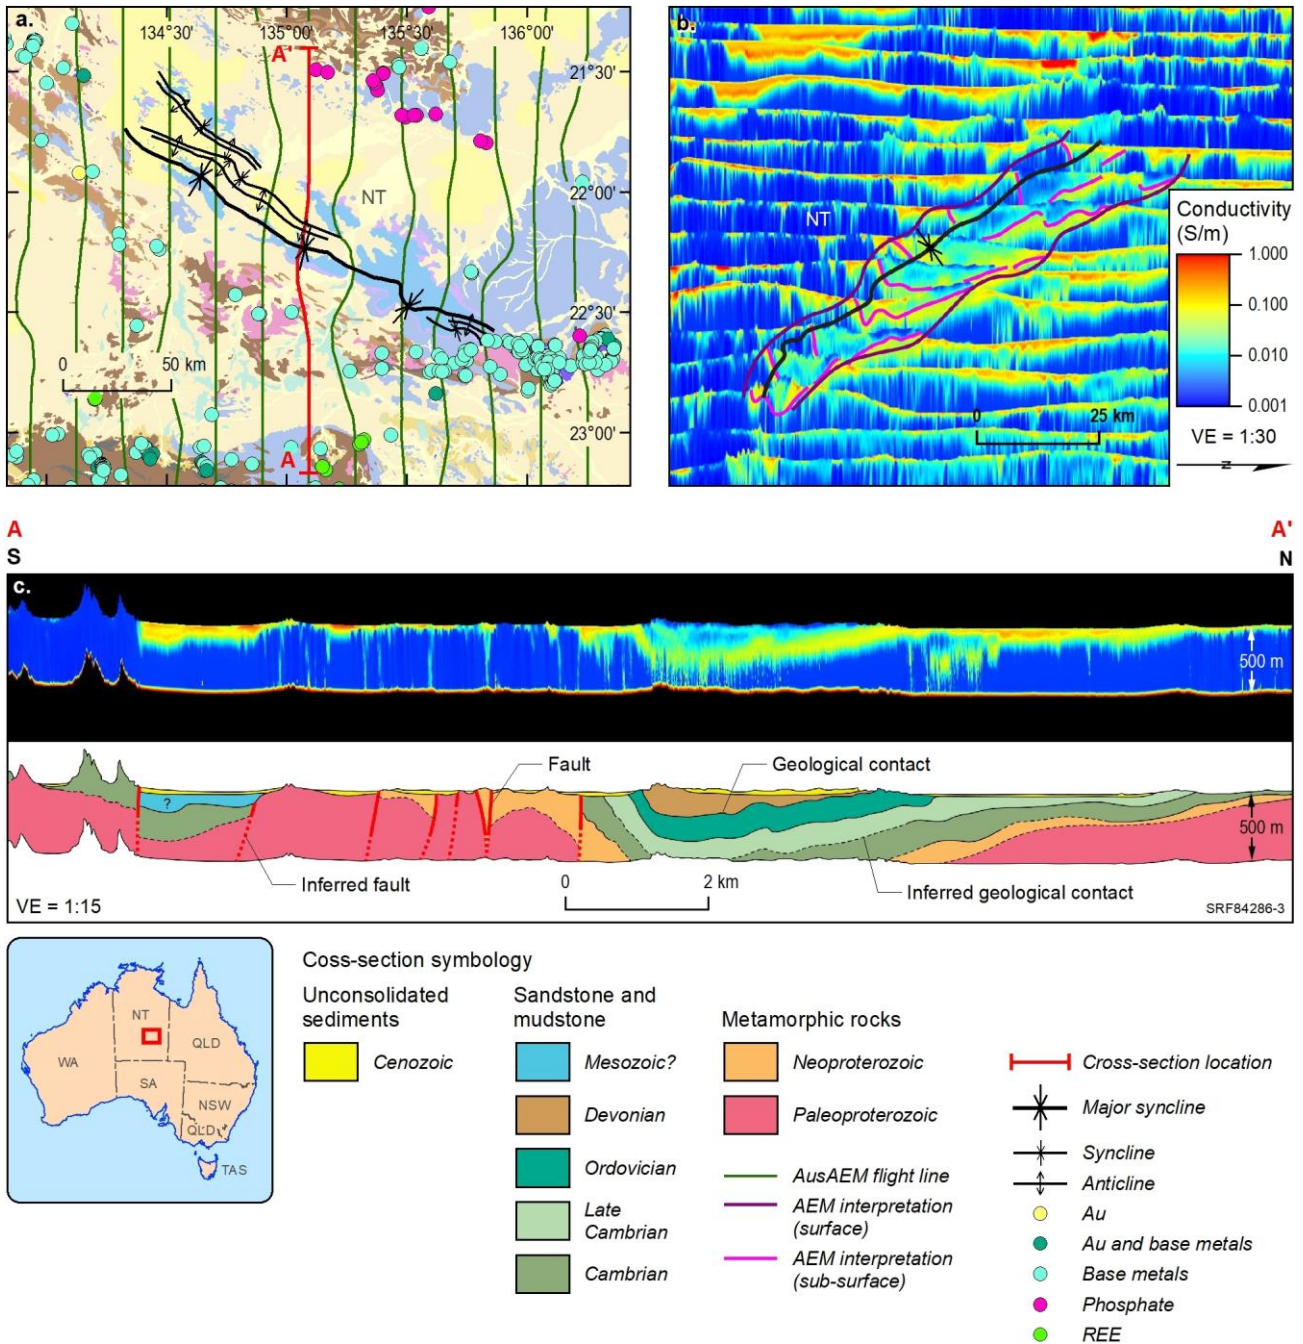 a.
134°30'
135°00'
136°00'
A'
21°30'
22°00'
NT
22°30'
0
50 km
23°00'
A
b.
NT
Conductivity
(S/m)
1.000
0.100
0.010
0.001
0
25 km
VE = 1:30
N
A
A'
S
N
c.
500 m
Fault
Geological contact
?
500 m
Inferred fault
0
2 km
Inferred geological contact
VE = 1:15
SRF84286-3
NT
WA
QLD
SA
NSW
QLD
TAS
Coss-section symbology
Unconsolidated
sediments
Cenozoic
Sandstone and
mudstone
Mesozoic?
Devonian
Ordovician
Late
Cambrian
Cambrian
Metamorphic rocks
Neoproterozoic
Paleoproterozoic
AusAEM flight line
AEM interpretation
(surface)
AEM interpretation
(sub-surface)
Cross-section location
Major syncline
Syncline
Anticline
Au
Au and base metals
Base metals
Phosphate
REE